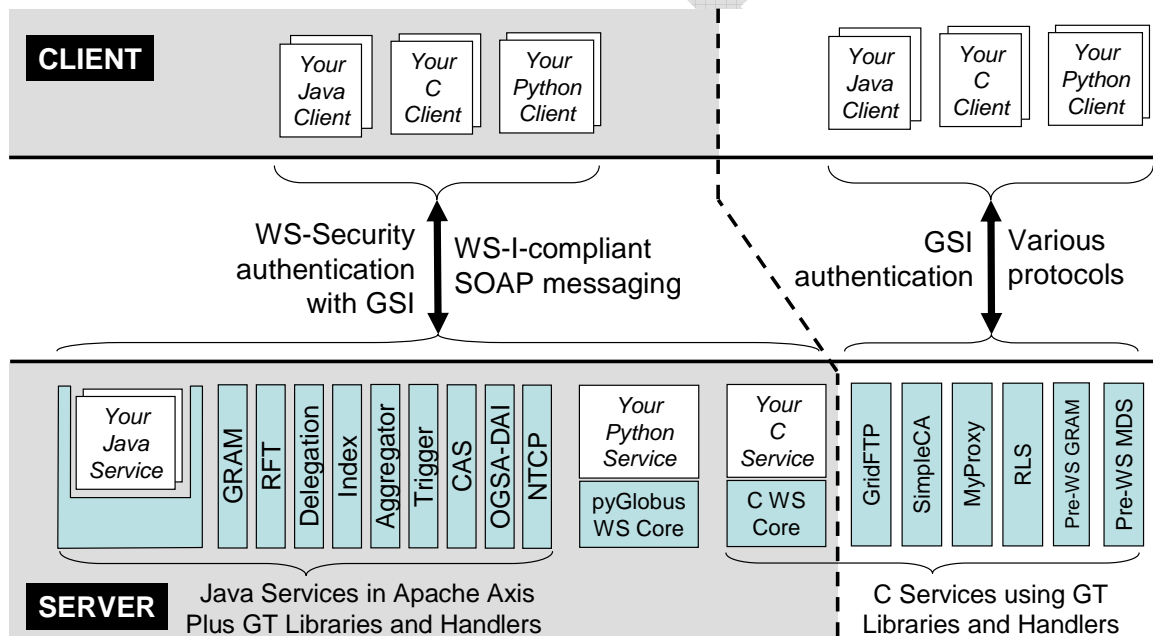 CLIENT
Your
Java
Client
Your
C
Client
Your
Python
Client
Your
Java
Client
Your
C
Client
Your
Python
Client
WS-Security
authentication
with GSI
WS-I-compliant
SOAP messaging
GSI
authentication
Various
protocols
Your
Java
Service
GRAM
RFT
Delegation
Index
Aggregator
Trigger
CAS
OGSA-DAI
NTCP
Your
Python
Service
pyGlobus
WS Core
Your
C
Service
C WS
Core
GridFTP
SimpleCA
MyProxy
RLS
Pre-WS GRAM
Pre-WS MDS
SERVER
Java Services in Apache Axis
Plus GT Libraries and Handlers
C Services using GT
Libraries and Handlers